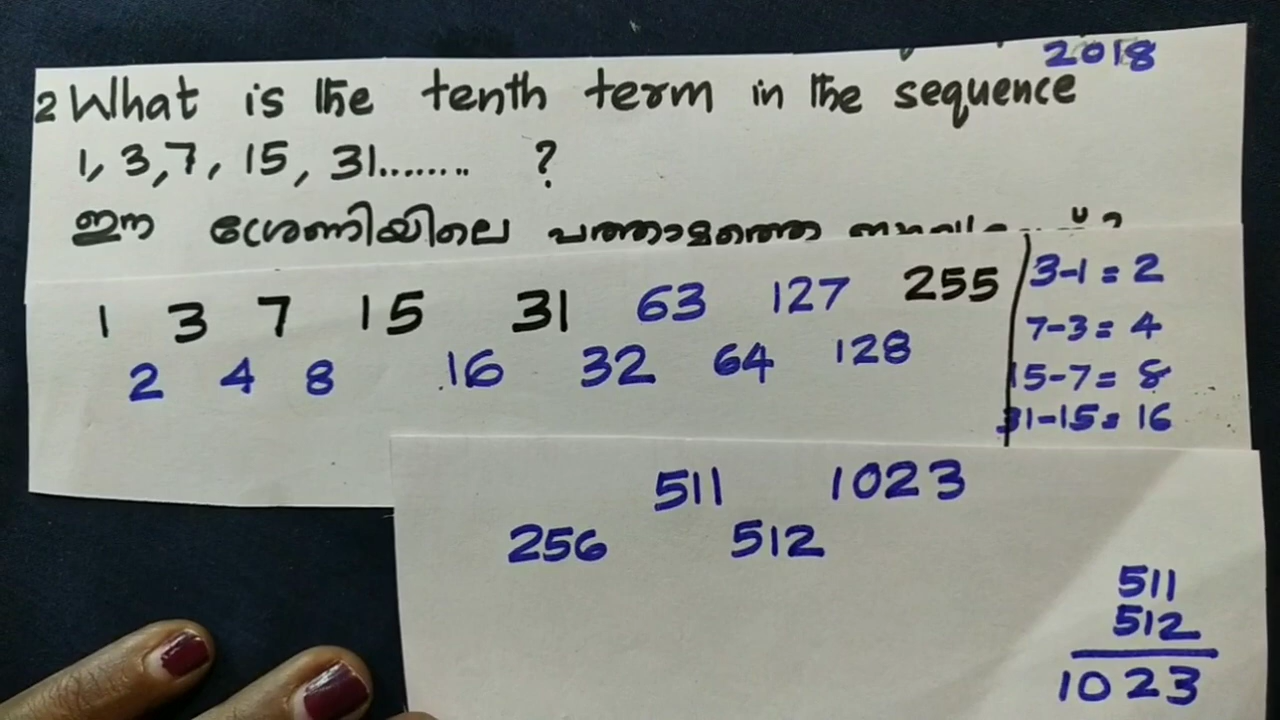 2018
2 What is the tenth term in the sequence
1, 3, 7, 15, 31........ ?
ഈ ശ്രേണിയിലെ പത്താമത്തെ
1 3 7 15 31 63 127 255
2 4 8 16 32 64 128
3-1 = 2
7-3 = 4
15-7 = 8
31-15 = 16
511 1023
256 512
511
512
1023